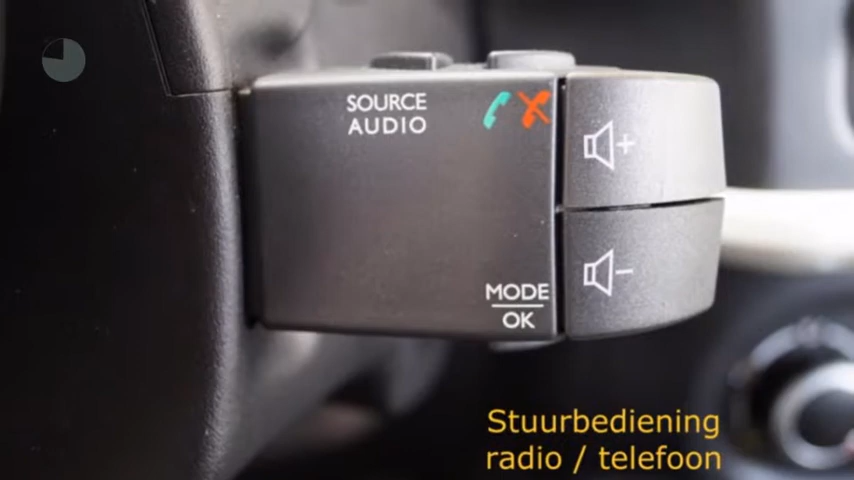 SOURCE
AUDIO
+
-
MODE
OK
Stuurbediening
radio / telefoon